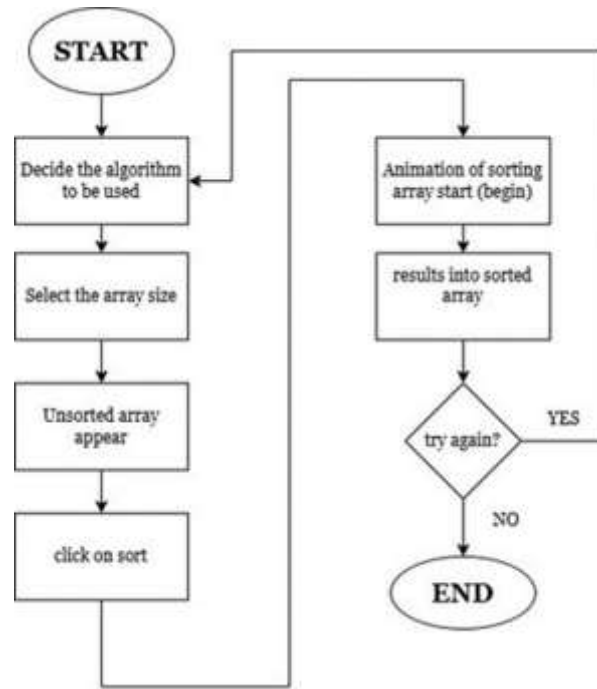 START
Decide the algorithm
to be used
Select the array size
Unsorted array
appear
click on sort
Animation of sorting
array start (begin)
results into sorted
array
try again?
YES
NO
END